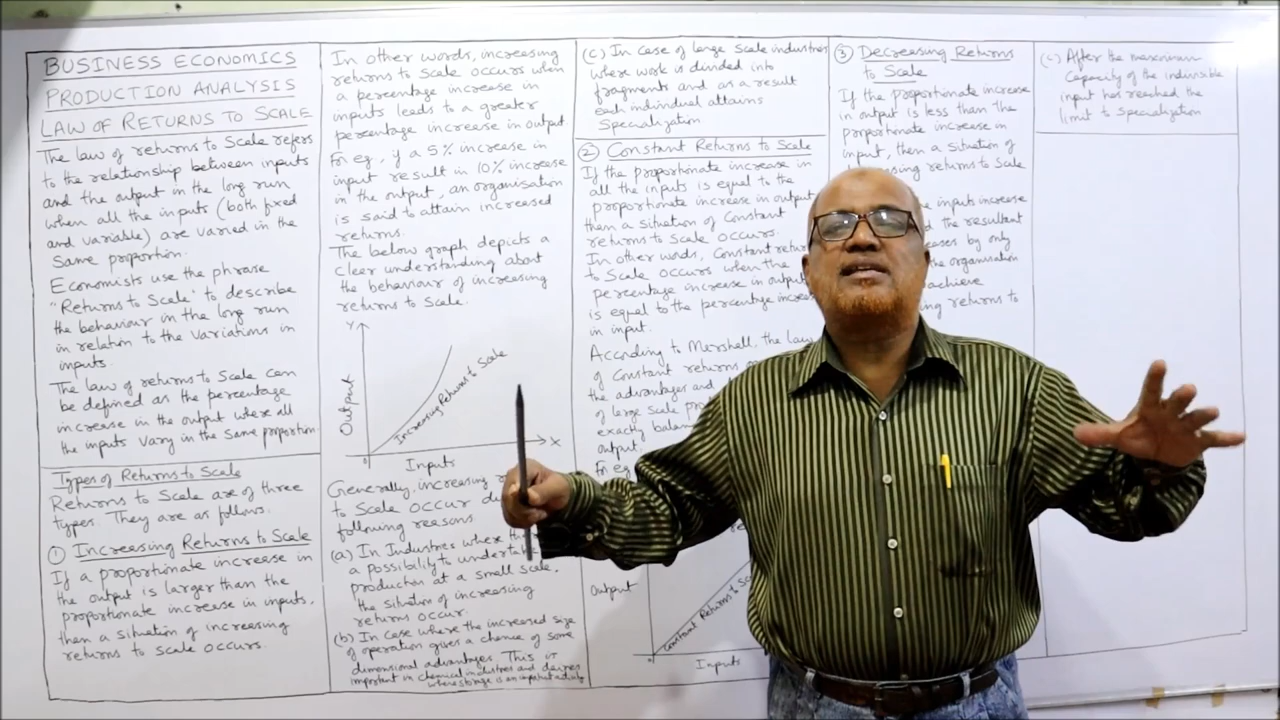 BUSINESS ECONOMICS
PRODUCTION ANALYSIS
LAW OF RETURNS TO SCALE
The law of returns to scale refers
to the relationship between inputs
and the output in the long run
when all the inputs (both fixed
and variable) are varied in the
same proportion.
Economists use the phrase
"Returns to Scale" to describe
the behaviour in the long run
in relation to the variations in
inputs.
The law of returns to scale can
be defined as the percentage
increase in the output where all
the inputs vary in the same proportion
Types of Returns to Scale
Returns to Scale are of three
types. They are as follows.
① Increasing Returns to Scale
If a proportionate increase in
the output is larger than the
proportionate increase in inputs,
then a situation of increasing
returns to scale occurs.
In other words, increasing
returns to scale occurs when
a percentage increase in
inputs leads to a greater
percentage increase in output
For eg., if a 5% increase in
input result in 10% increase
in the output, an organisation
is said to attain increased
returns.
The below graph depicts a
clear understanding about
the behaviour of increasing
returns to scale.
Y
Output
Increasing Returns to Scale
0
X
Inputs
Generally, increasing
to scale occur
following reasons.
(a) In Industries where
a possibility to undertake
production at a small scale,
the situation of increasing
returns occur.
(b) In case where the increased size
of operation gives a chance of some
dimensional advantages. This is
important in chemical industries and
where storage is an important activity
(c) In case of large scale industries
where work is divided into
fragments and as a result
each individual attains
Specialization
② Constant Returns to Scale
If the proportionate increase in
all the inputs is equal to the
proportionate increase in output
then a situation of Constant
returns to Scale occurs.
In other words, Constant
to Scale occurs when the
percentage increase in output
is equal to the percentage
in input.
According to Marshall, the law
of Constant returns
the advantages and
of large scale
exactly
output
For eg
Output
Constant Returns to
0
Inputs
③ Decreasing Returns
to Scale
If the proportionate increase
in output is less than the
proportionate increase in
input, then a situation of
returns to Scale
inputs increase
the resultant
by only
the organisation
achieve
returns to
(c) After the maximum
Capacity of the indivisible
input has reached the
limit to Specialization